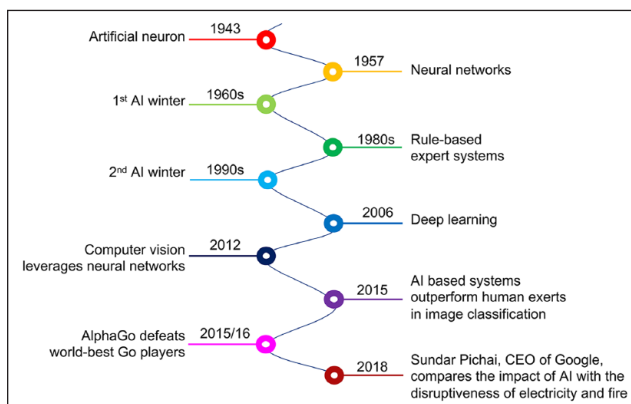 1943
Artificial neuron
1957
Neural networks
1960s
1st AI winter
1980s
Rule-based
expert systems
1990s
2nd AI winter
2006
Deep learning
2012
Computer vision
leverages neural networks
2015
AI based systems
outperform human exerts
in image classification
2015/16
AlphaGo defeats
world-best Go players
2018
Sundar Pichai, CEO of Google,
compares the impact of AI with the
disruptiveness of electricity and fire